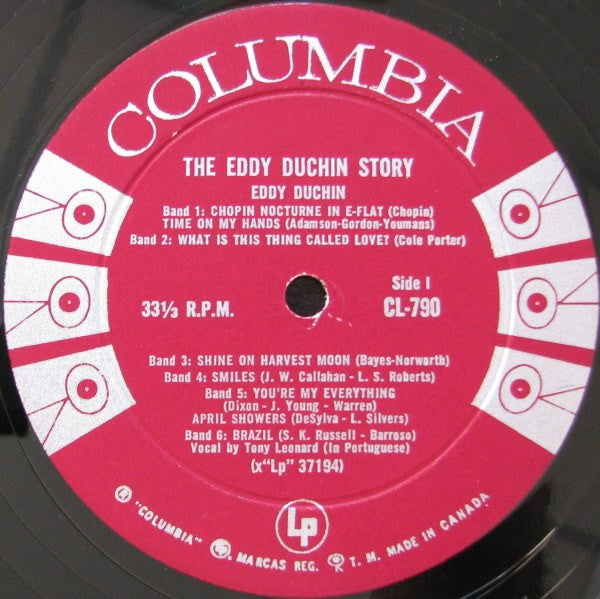 COLUMBIA
THE EDDY DUCHIN STORY
EDDY DUCHIN
Band 1: CHOPIN NOCTURNE IN E-FLAT (Chopin)
TIME ON MY HANDS (Adamson-Gordon-Youmans)
Band 2: WHAT IS THIS THING CALLED LOVE? (Cole Porter)
33⅓ R.P.M.
Side I
CL-790
Band 3: SHINE ON HARVEST MOON (Bayes-Norworth)
Band 4: SMILES (J. W. Callahan - L. S. Roberts)
Band 5: YOU'RE MY EVERYTHING
(Dixon - J. Young - Warren)
APRIL SHOWERS (DeSylva - L. Silvers)
Band 6: BRAZIL (S. K. Russell - Barroso)
Vocal by Tony Leonard (In Portuguese)
(x"Lp" 37194)
Lp
"COLUMBIA" MARCAS REG. T. M. MADE IN CANADA